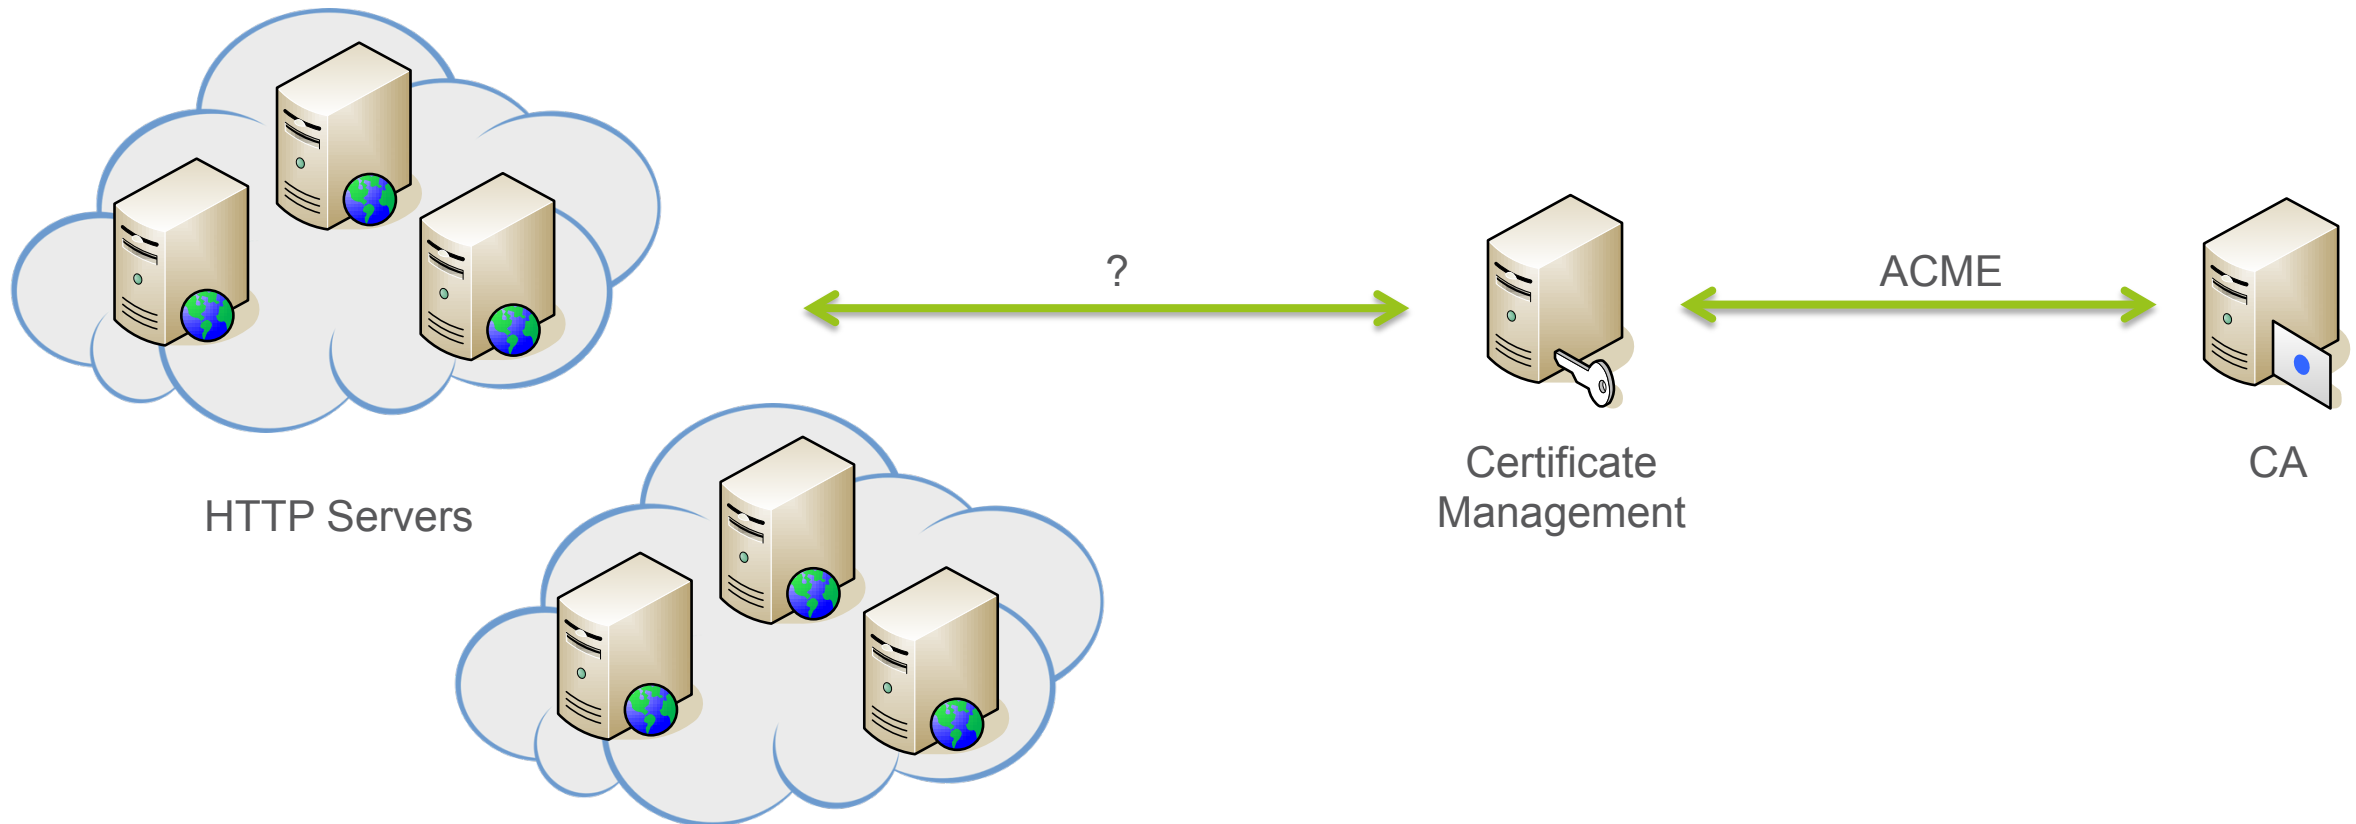 ?
ACME
Certificate
Management
CA
HTTP Servers